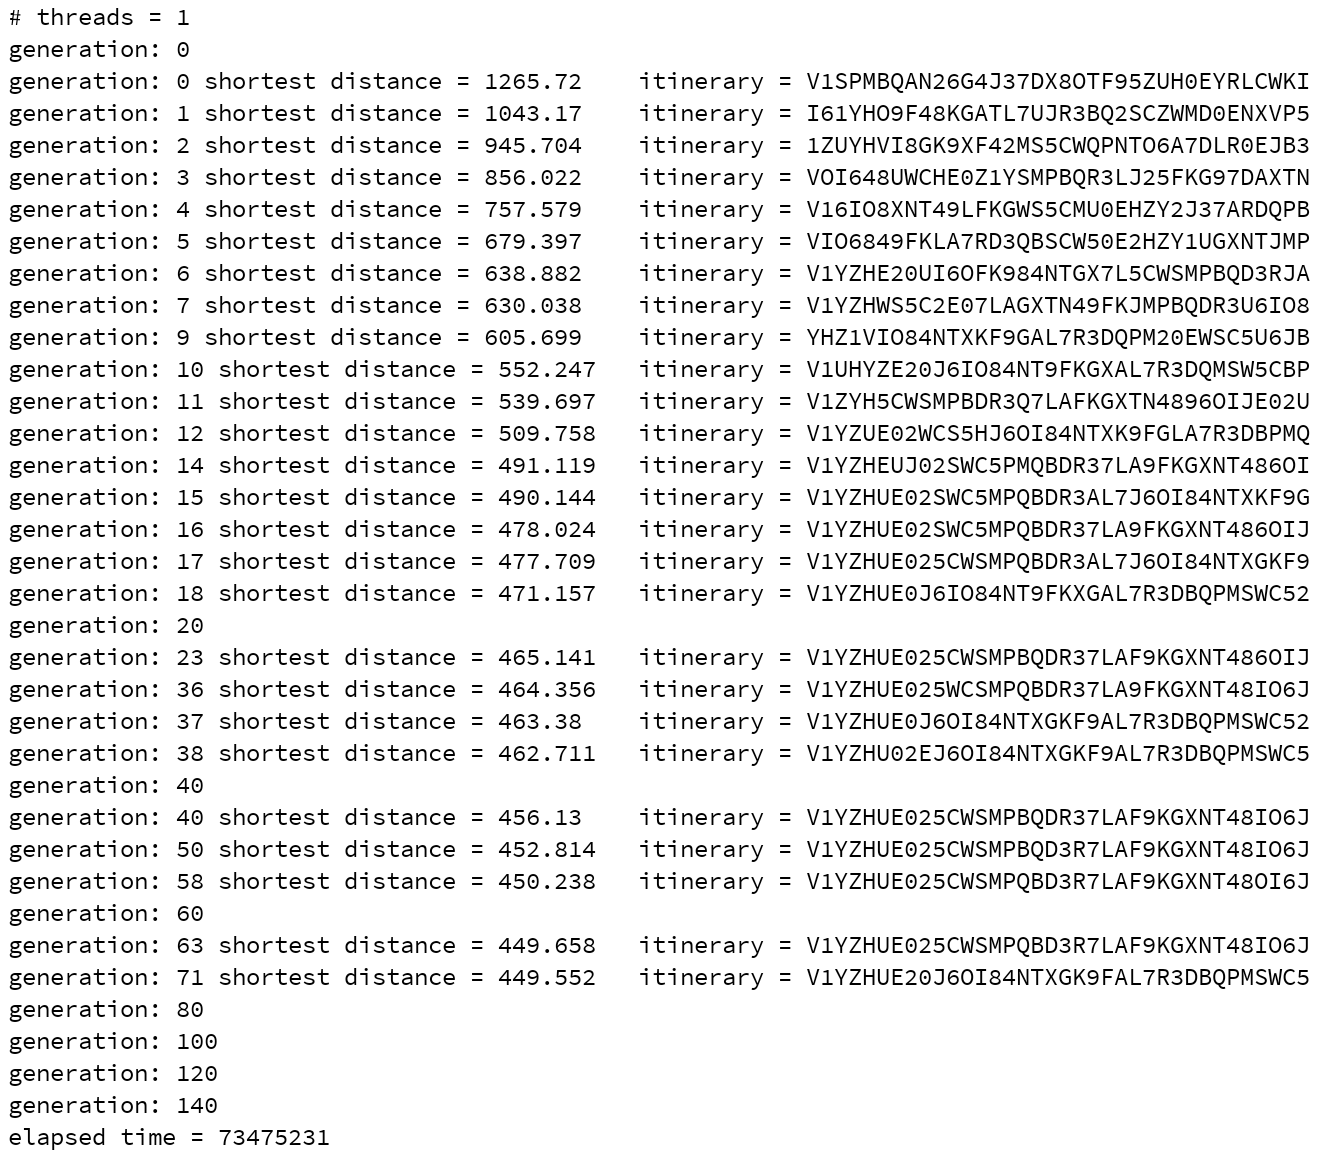 # threads = 1
generation: 0
generation: 0 shortest distance = 1265.72    itinerary = V1SPMBQAN26G4J37DX8OTF95ZUH0EYRLCWKI
generation: 1 shortest distance = 1043.17    itinerary = I61YHO9F48KGATL7UJR3BQ2SCZWMD0ENXVP5
generation: 2 shortest distance = 945.704    itinerary = 1ZUYHVI8GK9XF42MS5CWQPNTO6A7DLR0EJB3
generation: 3 shortest distance = 856.022    itinerary = VOI648UWCHE0Z1YSMPBQR3LJ25FKG97DAXTN
generation: 4 shortest distance = 757.579    itinerary = V16IO8XNT49LFKGWS5CMU0EHZY2J37ARDQPB
generation: 5 shortest distance = 679.397    itinerary = VIO6849FKLA7RD3QBSCW50E2HZY1UGXNTJMP
generation: 6 shortest distance = 638.882    itinerary = V1YZHE20UI6OFK984NTGX7L5CWSMPBQD3RJA
generation: 7 shortest distance = 630.038    itinerary = V1YZHWS5C2E07LAGXTN49FKJMPBQDR3U6IO8
generation: 9 shortest distance = 605.699    itinerary = YHZ1VIO84NTXKF9GAL7R3DQPM20EWSC5U6JB
generation: 10 shortest distance = 552.247   itinerary = V1UHYZE20J6IO84NT9FKGXAL7R3DQMSW5CBP
generation: 11 shortest distance = 539.697   itinerary = V1ZYH5CWSMPBDR3Q7LAFKGXTN4896OIJE02U
generation: 12 shortest distance = 509.758   itinerary = V1YZUE02WCS5HJ6OI84NTXK9FGLA7R3DBPMQ
generation: 14 shortest distance = 491.119   itinerary = V1YZHEUJ02SWC5PMQBDR37LA9FKGXNT486OI
generation: 15 shortest distance = 490.144   itinerary = V1YZHUE02SWC5MPQBDR3AL7J6OI84NTXKF9G
generation: 16 shortest distance = 478.024   itinerary = V1YZHUE02SWC5MPQBDR37LA9FKGXNT486OIJ
generation: 17 shortest distance = 477.709   itinerary = V1YZHUE025CWSMPQBDR3AL7J6OI84NTXGKF9
generation: 18 shortest distance = 471.157   itinerary = V1YZHUE0J6IO84NT9FKXGAL7R3DBQPMSWC52
generation: 20
generation: 23 shortest distance = 465.141   itinerary = V1YZHUE025CWSMPBQDR37LAF9KGXNT486OIJ
generation: 36 shortest distance = 464.356   itinerary = V1YZHUE025WCSMPQBDR37LA9FKGXNT48IO6J
generation: 37 shortest distance = 463.38    itinerary = V1YZHUE0J6OI84NTXGKF9AL7R3DBQPMSWC52
generation: 38 shortest distance = 462.711   itinerary = V1YZHU02EJ6OI84NTXGKF9AL7R3DBQPMSWC5
generation: 40
generation: 40 shortest distance = 456.13    itinerary = V1YZHUE025CWSMPBQDR37LAF9KGXNT48IO6J
generation: 50 shortest distance = 452.814   itinerary = V1YZHUE025CWSMPBQD3R7LAF9KGXNT48IO6J
generation: 58 shortest distance = 450.238   itinerary = V1YZHUE025CWSMPQBD3R7LAF9KGXNT48OI6J
generation: 60
generation: 63 shortest distance = 449.658   itinerary = V1YZHUE025CWSMPQBD3R7LAF9KGXNT48IO6J
generation: 71 shortest distance = 449.552   itinerary = V1YZHUE20J6OI84NTXGK9FAL7R3DBQPMSWC5
generation: 80
generation: 100
generation: 120
generation: 140
elapsed time = 73475231